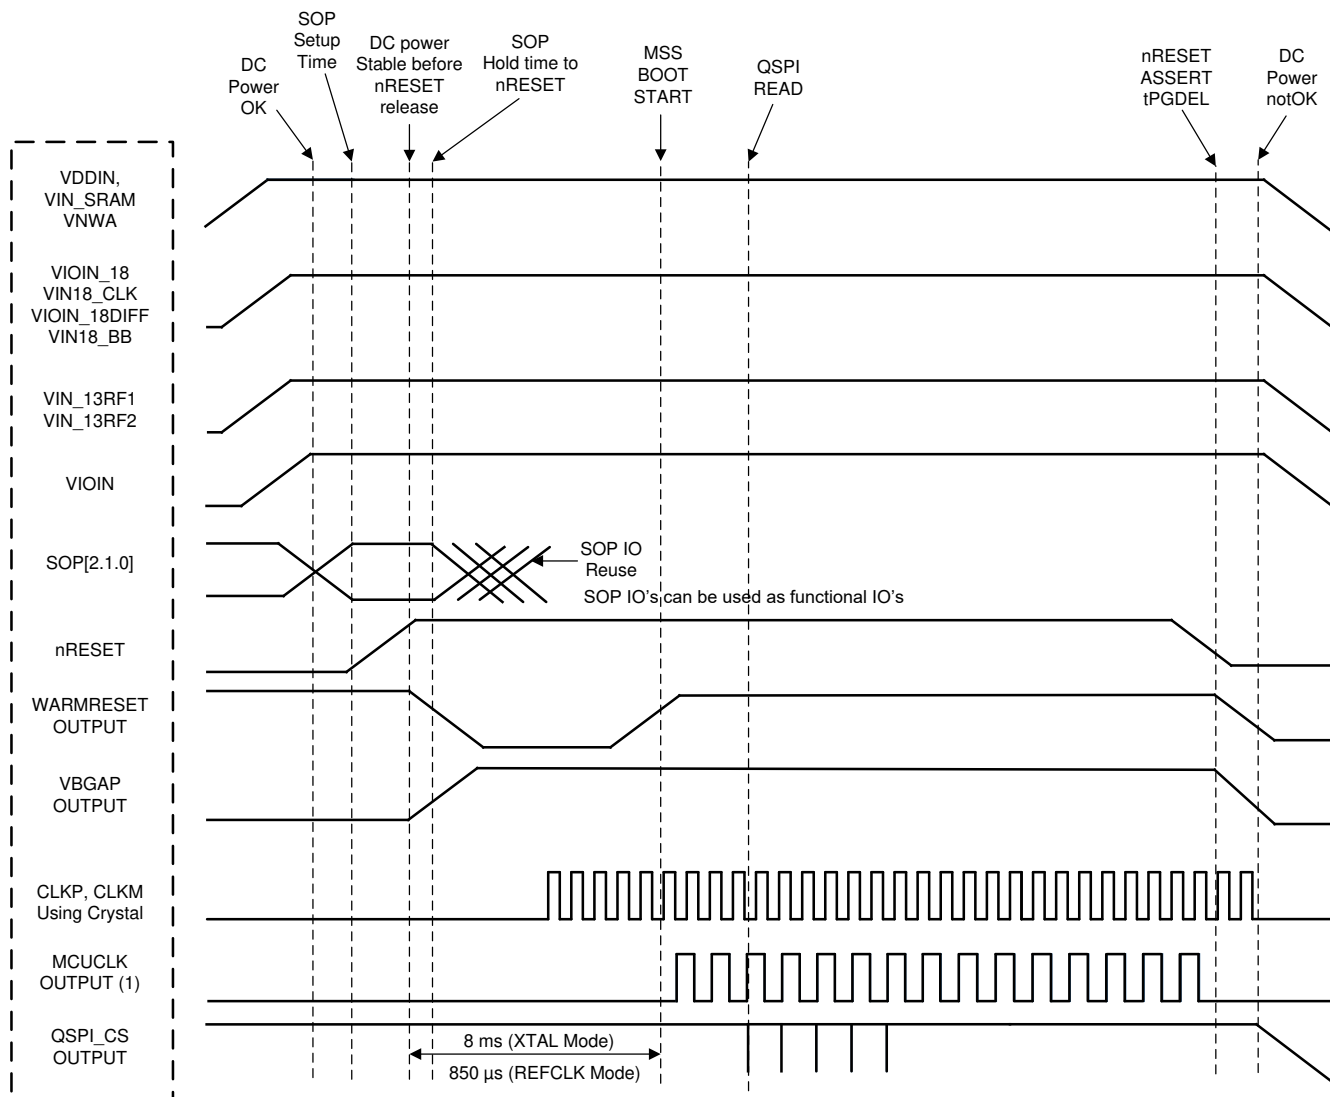 SOP
Setup
Time
DC
Power
OK
DC power
Stable before
nRESET
release
SOP
Hold time to
nRESET
MSS
BOOT
START
QSPI
READ
nRESET
ASSERT
tPGDEL
DC
Power
notOK
VDDIN,
VIN_SRAM
VNWA
VIOIN_18
VIN18_CLK
VIOIN_18DIFF
VIN18_BB
VIN_13RF1
VIN_13RF2
VIOIN
SOP[2.1.0]
SOP IO
Reuse
SOP IO's can be used as functional IO's
nRESET
WARMRESET
OUTPUT
VBGAP
OUTPUT
CLKP, CLKM
Using Crystal
MCUCLK
OUTPUT (1)
QSPI_CS
OUTPUT
8 ms (XTAL Mode)
850 µs (REFCLK Mode)